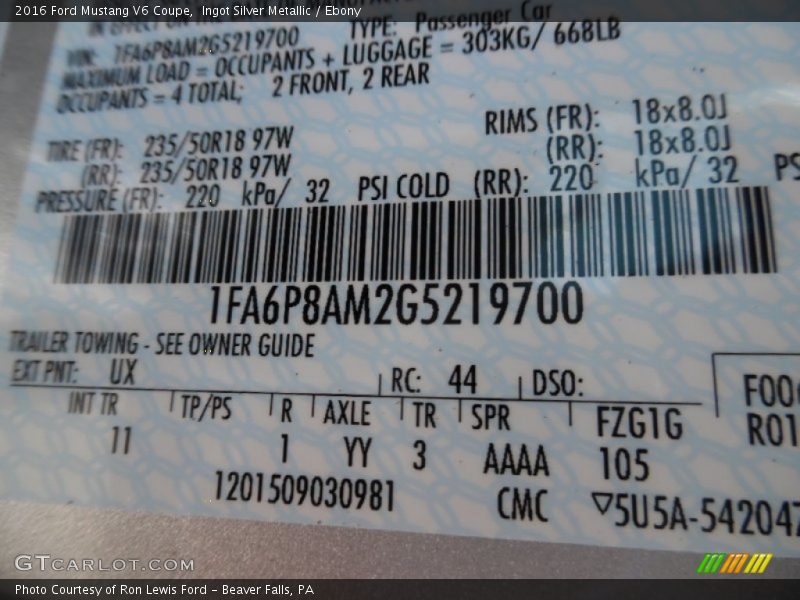 2016 Ford Mustang V6 Coupe, Ingot Silver Metallic / Ebony
TYPE: Passenger Car
VIN: 1FA6P8AM2G5219700
MAXIMUM LOAD = OCCUPANTS + LUGGAGE = 303KG/ 668LB
OCCUPANTS = 4 TOTAL; 2 FRONT, 2 REAR
TIRE (FR): 235/50R18 97W RIMS (FR): 18x8.0J
(RR): 235/50R18 97W (RR): 18x8.0J
PRESSURE (FR): 220 kPa/ 32 PSI COLD (RR): 220 kPa/ 32 PS
1FA6P8AM2G5219700
TRAILER TOWING - SEE OWNER GUIDE
EXT PNT: UX RC: 44 DSO:
INT TR TP/PS R AXLE TR SPR FZG1G F00
11 1 YY 3 AAAA 105 R01
1201509030981 CMC ▽5U5A-542047
GTCARLOT.COM
Photo Courtesy of Ron Lewis Ford – Beaver Falls, PA